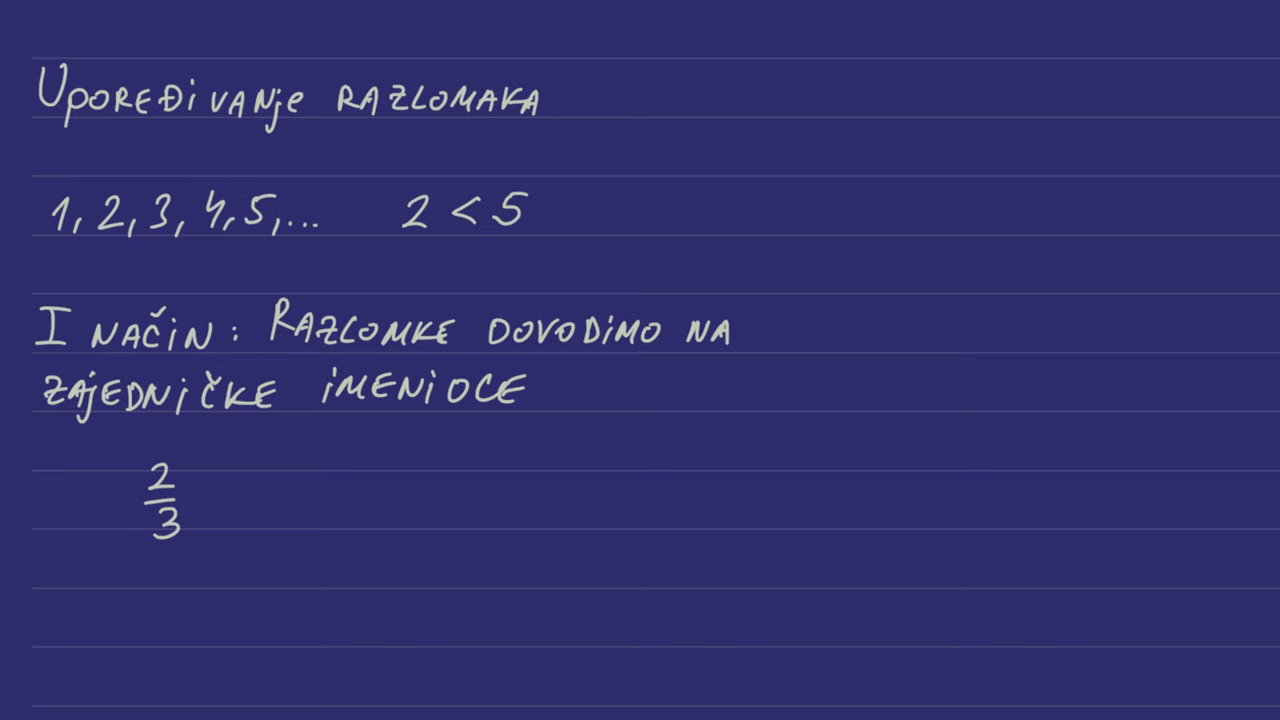 Upoređivanje razlomaka
1, 2, 3, 4, 5, ... 2 < 5
I način: Razlomke dovodimo na
zajedničke imenioce
2
3